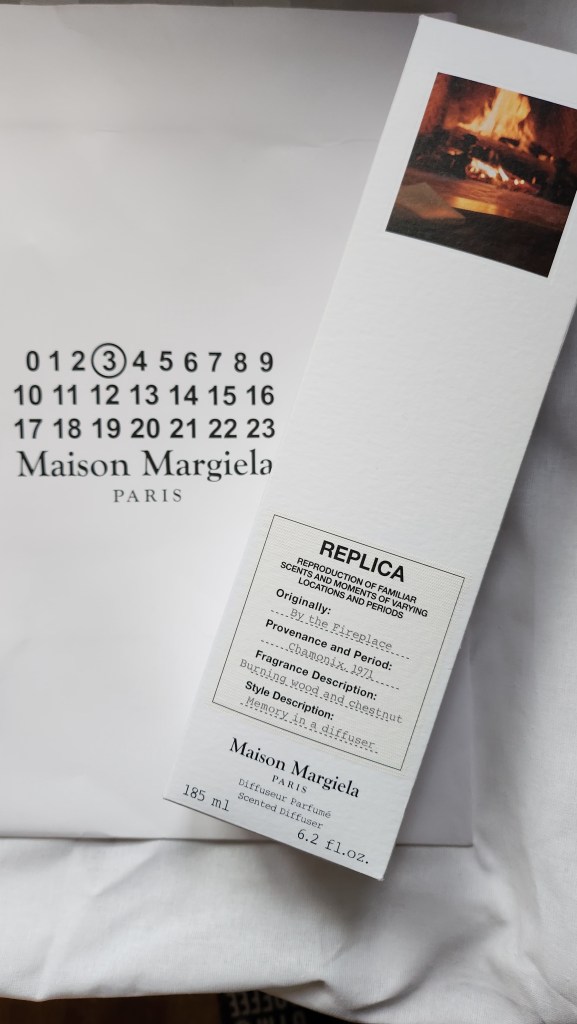 0 1 2 3 4 5 6 7 8 9
10 11 12 13 14 15 16
17 18 19 20 21 22 23
Maison Margiela
PARIS
REPLICA
REPRODUCTION OF FAMILIAR
SCENTS AND MOMENTS OF VARYING
LOCATIONS AND PERIODS
Originally:
By the Fireplace
Provenance and Period:
Chamonix, 1971
Fragrance Description:
Burning wood and chestnut
Style Description:
Memory in a diffuser
Maison Margiela
PARIS
Diffuseur Parfumé
Scented Diffuser
185 ml
6.2 fl.oz.